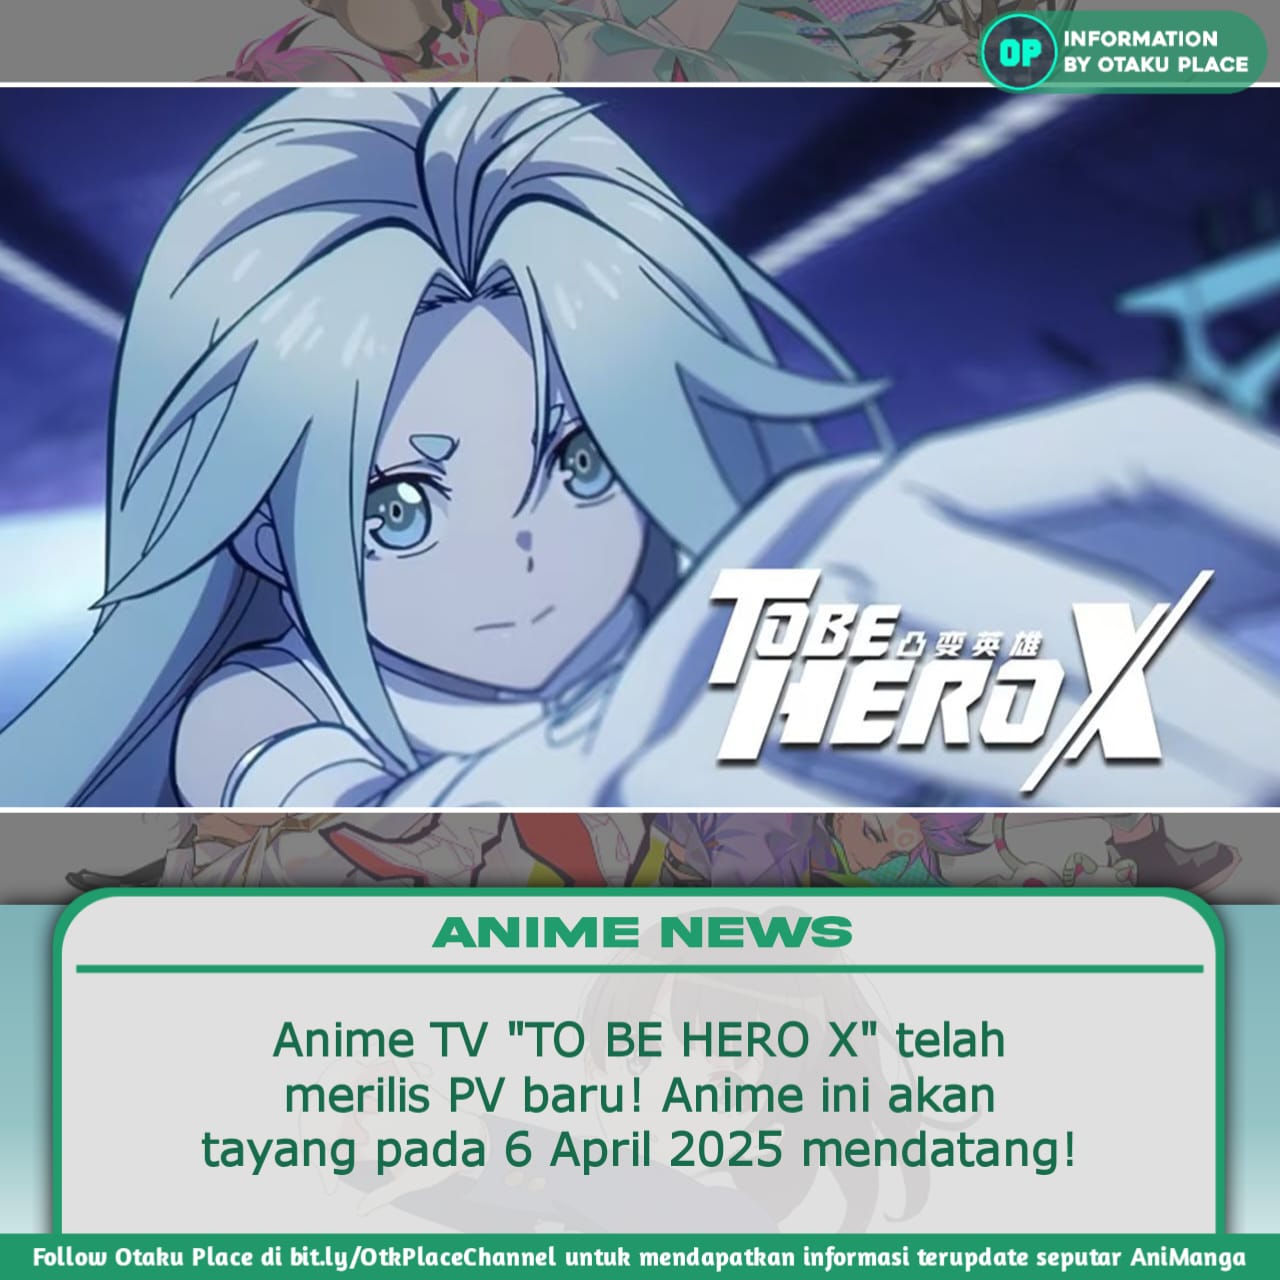 OP
INFORMATION
BY OTAKU PLACE
TO BE
凸变英雄
HERO X
ANIME NEWS
Anime TV "TO BE HERO X" telah
merilis PV baru! Anime ini akan
tayang pada 6 April 2025 mendatang!
Follow Otaku Place di bit.ly/OtkPlaceChannel untuk mendapatkan informasi terupdate seputar AniManga